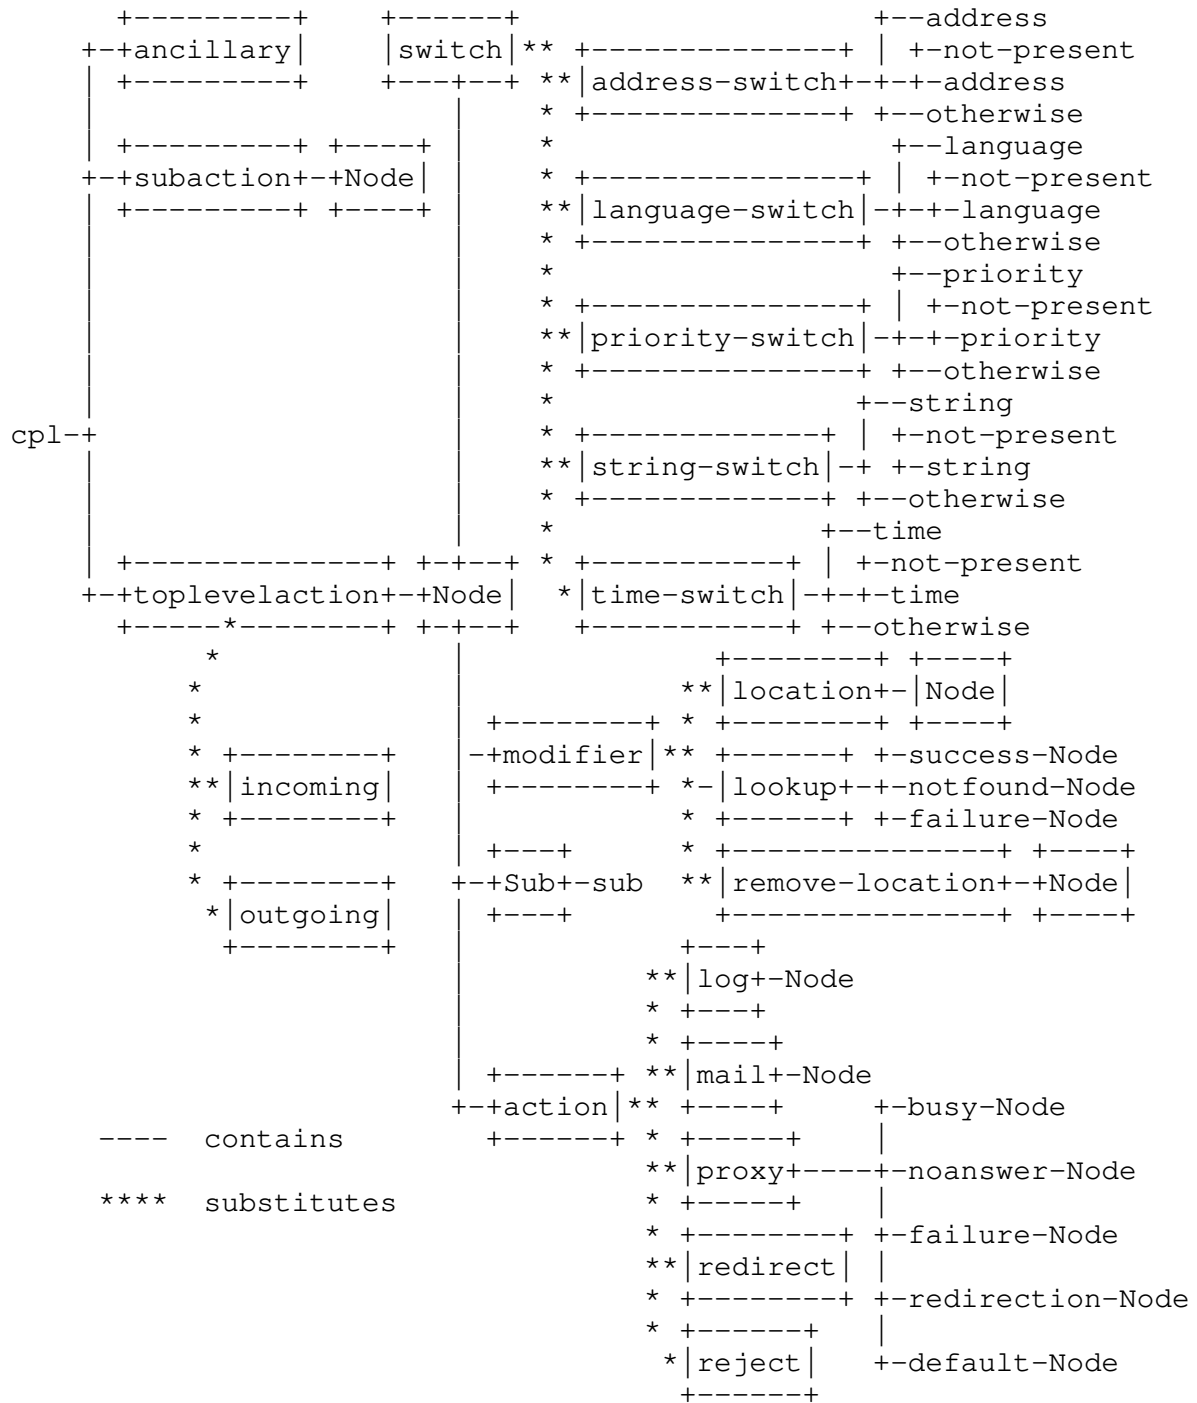 +---------+    +------+                   +--address
   +-+ancillary|    |switch|** +--------------+ | +-not-present
   | +---------+    +---+--+ **|address-switch+-+-+-address
   |                    |    * +--------------+ +--otherwise
   | +---------+ +----+ |    *                   +--language
   +-+subaction+-+Node| |    * +---------------+ | +-not-present
   | +---------+ +----+ |    **|language-switch|-+-+-language
   |                    |    * +---------------+ +--otherwise
   |                    |    *                   +--priority
   |                    |    * +---------------+ | +-not-present
   |                    |    **|priority-switch|-+-+-priority
   |                    |    * +---------------+ +--otherwise
   |                    |    *                 +--string
cpl-+                   |    * +-------------+ | +-not-present
   |                    |    **|string-switch|-+ +-string
   |                    |    * +-------------+ +--otherwise
   |                    |    *               +--time
   | +--------------+ +-+--+ * +-----------+ | +-not-present
   +-+toplevelaction+-+Node|  *|time-switch|-+-+-time
     +-----*--------+ +-+--+   +-----------+ +--otherwise
          *             |              +--------+ +----+
         *              |            **|location+-|Node|
         *              | +--------+ * +--------+ +----+
         * +--------+   |-+modifier|** +------+ +-success-Node
         **|incoming|   | +--------+ *-|lookup+-+-notfound-Node
         * +--------+   |            * +------+ +-failure-Node
         *              | +---+      * +---------------+ +----+
         * +--------+   +-+Sub+-sub  **|remove-location+-+Node|
          *|outgoing|   | +---+        +---------------+ +----+
           +--------+   |            +---+
                        |          **|log+-Node
                        |          * +---+
                        |          * +----+
                        | +------+ **|mail+-Node
                        +-+action|** +----+     +-busy-Node
    ----  contains        +------+ * +-----+    |
                                   **|proxy+----+-noanswer-Node
    ****  substitutes              * +-----+    |
                                   * +--------+ +-failure-Node
                                   **|redirect| |
                                   * +--------+ +-redirection-Node
                                   * +------+   |
                                    *|reject|   +-default-Node
                                     +------+